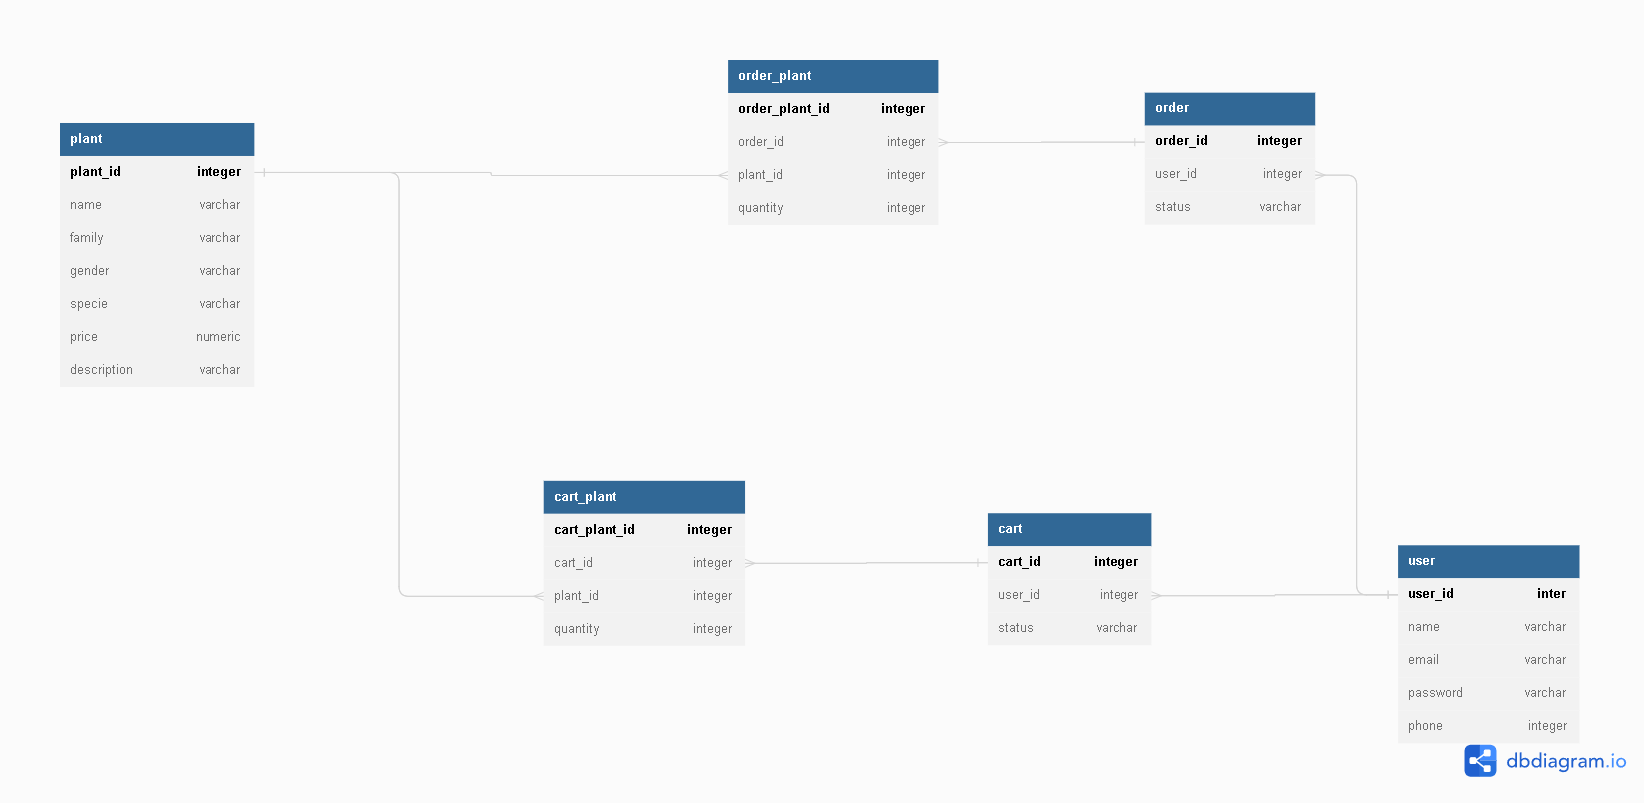 plant
plant_id integer
name varchar
family varchar
gender varchar
specie varchar
price numeric
description varchar
order_plant
order_plant_id integer
order_id integer
plant_id integer
quantity integer
order
order_id integer
user_id integer
status varchar
cart_plant
cart_plant_id integer
cart_id integer
plant_id integer
quantity integer
cart
cart_id integer
user_id integer
status varchar
user
user_id inter
name varchar
email varchar
password varchar
phone integer
dbdiagram.io